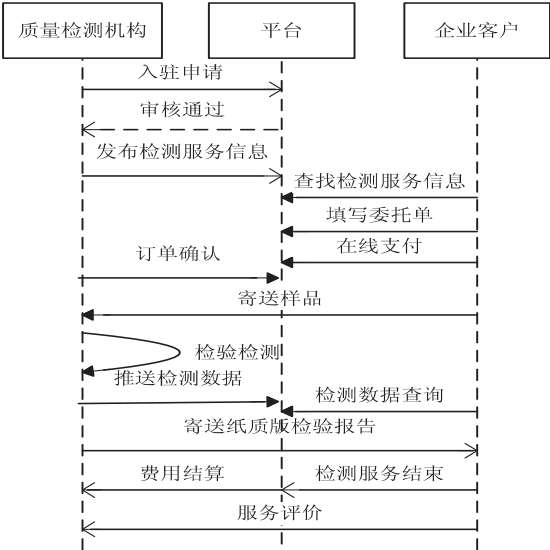 质量检测机构
平台
企业客户
入驻申请
审核通过
发布检测服务信息
查找检测服务信息
填写委托单
在线支付
订单确认
寄送样品
检验检测
推送检测数据
检测数据查询
寄送纸质版检验报告
费用结算
检测服务结束
服务评价